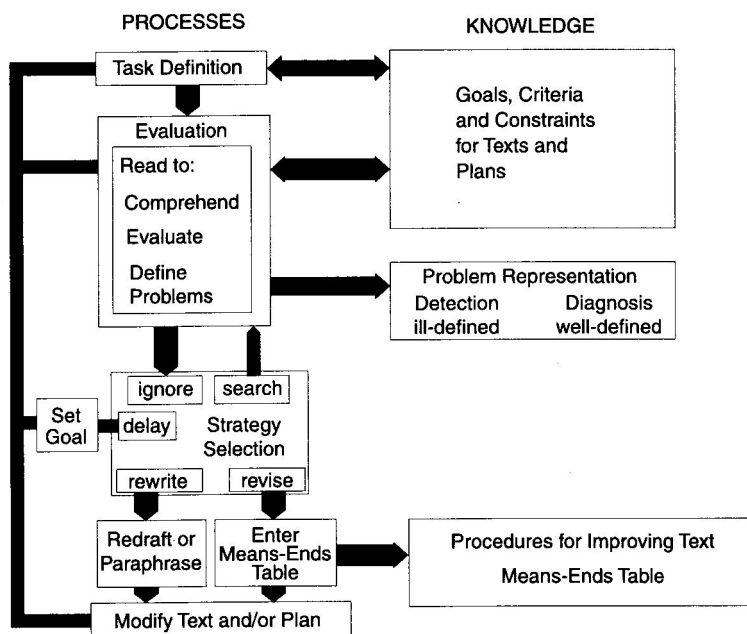 PROCESSES
KNOWLEDGE
Task Definition
Goals, Criteria
and Constraints
for Texts and
Plans
Evaluation
Read to:
Comprehend
Evaluate
Define
Problems
Problem Representation
Detection Diagnosis
ill-defined well-defined
ignore search
Set
Goal
delay
Strategy
Selection
rewrite revise
Redraft or
Paraphrase
Enter
Means-Ends
Table
Procedures for Improving Text
Means-Ends Table
Modify Text and/or Plan